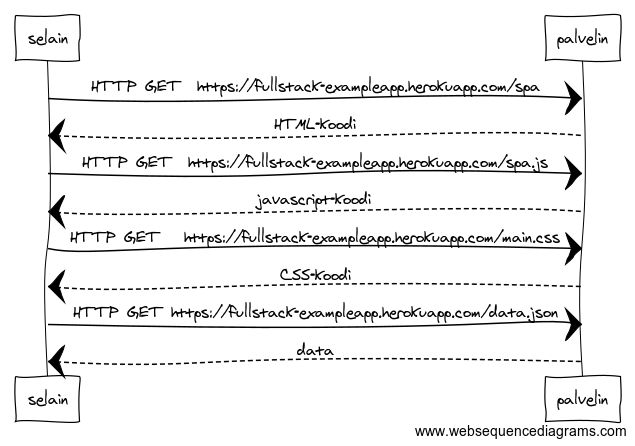 selain palvelin
HTTP GET https://fullstack-exampleapp.herokuapp.com/spa
HTML-koodi
HTTP GET https://fullstack-exampleapp.herokuapp.com/spa.js
javascript-koodi
HTTP GET https://fullstack-exampleapp.herokuapp.com/main.css
CSS-koodi
HTTP GET https://fullstack-exampleapp.herokuapp.com/data.json
data
selain palvelin
www.websequencediagrams.com